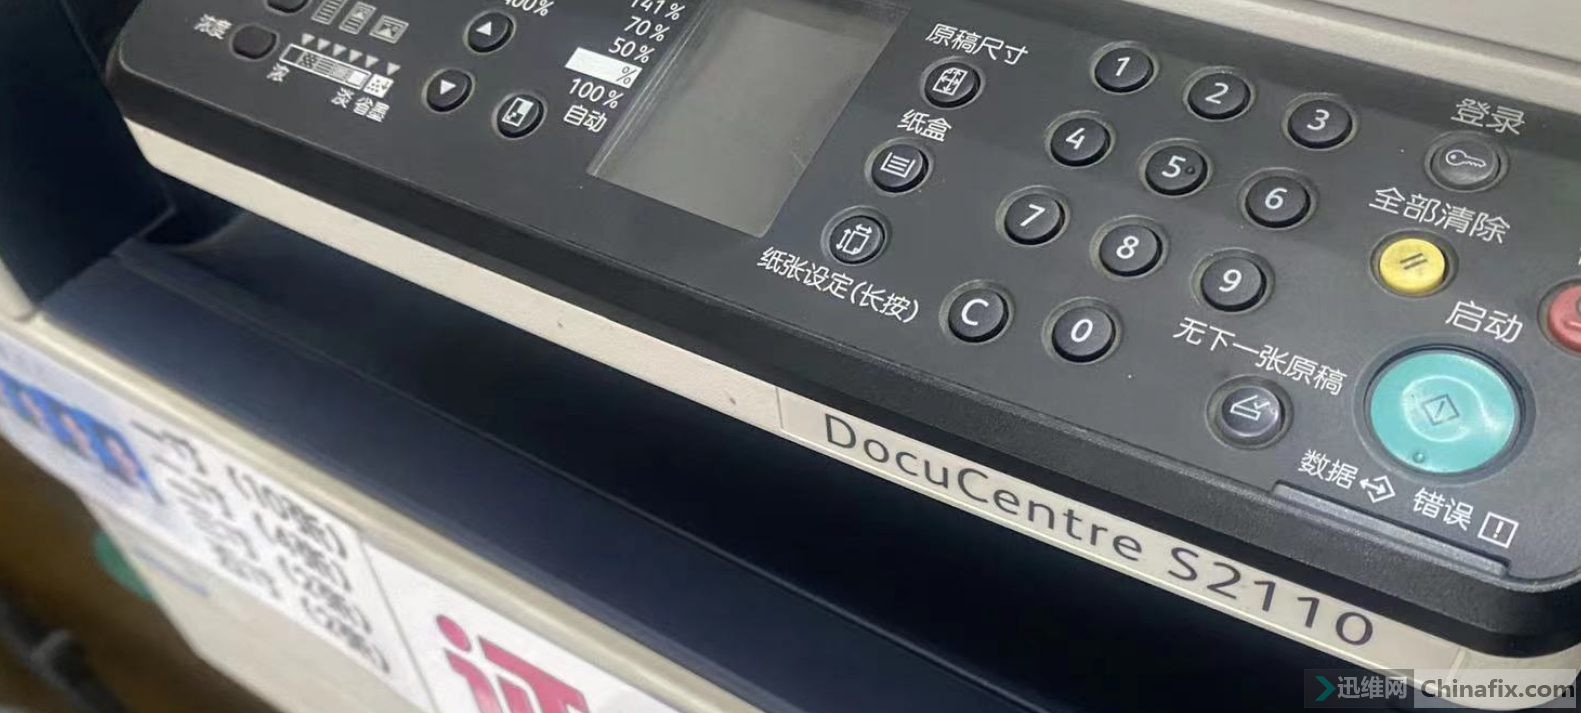 浓度
浓
淡
省墨
400%
141%
70%
50%
%
100%
自动
原稿尺寸
纸盒
纸张设定(长按)
1
2
3
4
5
6
7
8
9
C
0
登录
全部清除
启动
无下一张原稿
数据
错误
DocuCentre S2110
迅维网 Chinafix.com